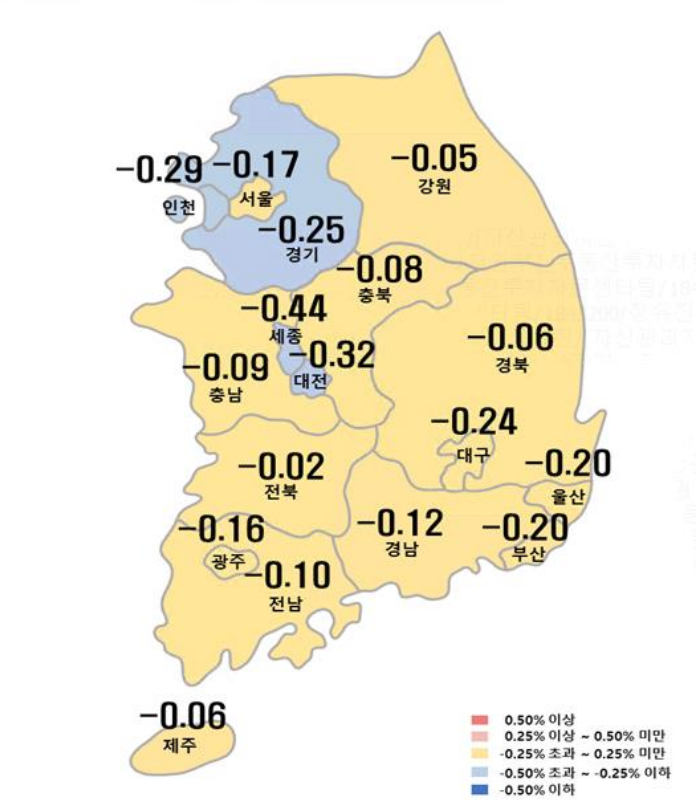 -0.05
강원
-0.29
인천
-0.17
서울
-0.25
경기
-0.08
충북
-0.44
세종
-0.32
대전
-0.09
충남
-0.06
경북
-0.24
대구
-0.20
울산
-0.02
전북
-0.12
경남
-0.20
부산
-0.16
광주
-0.10
전남
-0.06
제주
0.50% 이상
0.25% 이상 ~ 0.50% 미만
-0.25% 초과 ~ 0.25% 미만
-0.50% 초과 ~ -0.25% 이하
-0.50% 이하